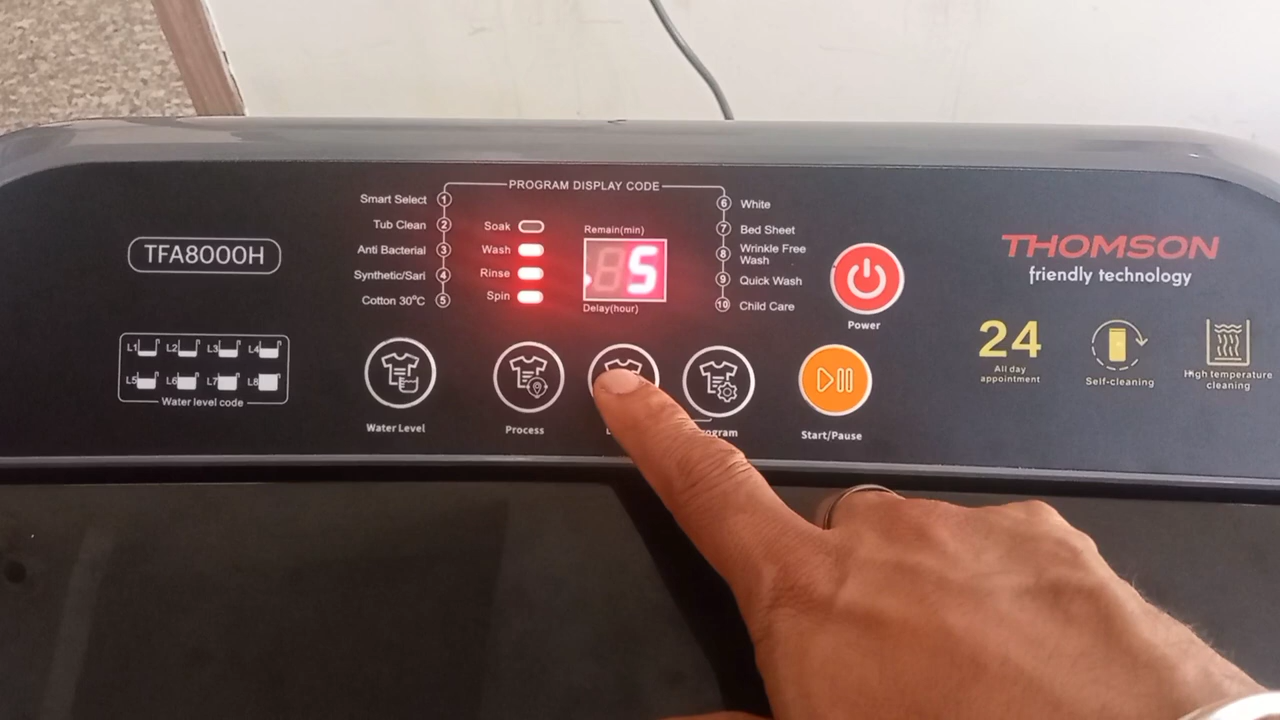 PROGRAM DISPLAY CODE
Smart Select 1
Tub Clean 2
Anti Bacterial 3
Synthetic/Sari 4
Cotton 30°C 5
Soak
Wash
Rinse
Spin
Remain(min)
5
Delay(hour)
6 White
7 Bed Sheet
8 Wrinkle Free
Wash
9 Quick Wash
10 Child Care
TFA8000H
L1 L2 L3 L4
L5 L6 L7 L8
Water level code
Water Level
Process
Start/Pause
Power
THOMSON
friendly technology
24
All day
appointment
Self-cleaning
High temperature
cleaning